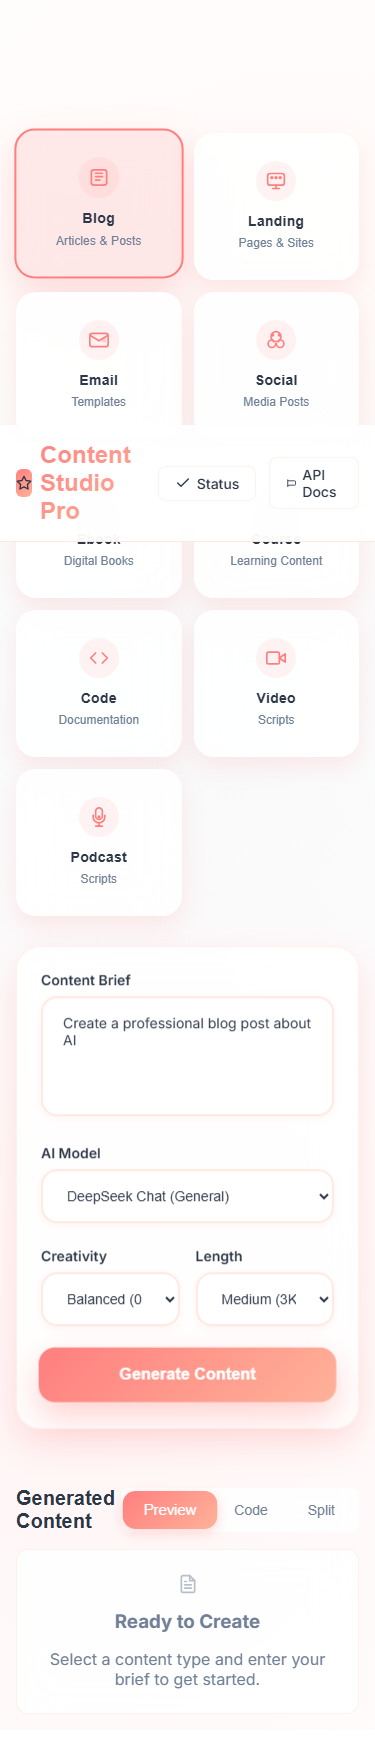 Blog
Articles & Posts
Landing
Pages & Sites
Email
Templates
Social
Media Posts
Content
Studio
Pro
Status
API
Docs
Digital Books
Learning Content
Code
Documentation
Video
Scripts
Podcast
Scripts
Content Brief
Create a professional blog post about
AI
AI Model
DeepSeek Chat (General)
Creativity
Length
Balanced (0
Medium (3K
Generate Content
Generated
Content
Preview
Code
Split
Ready to Create
Select a content type and enter your
brief to get started.